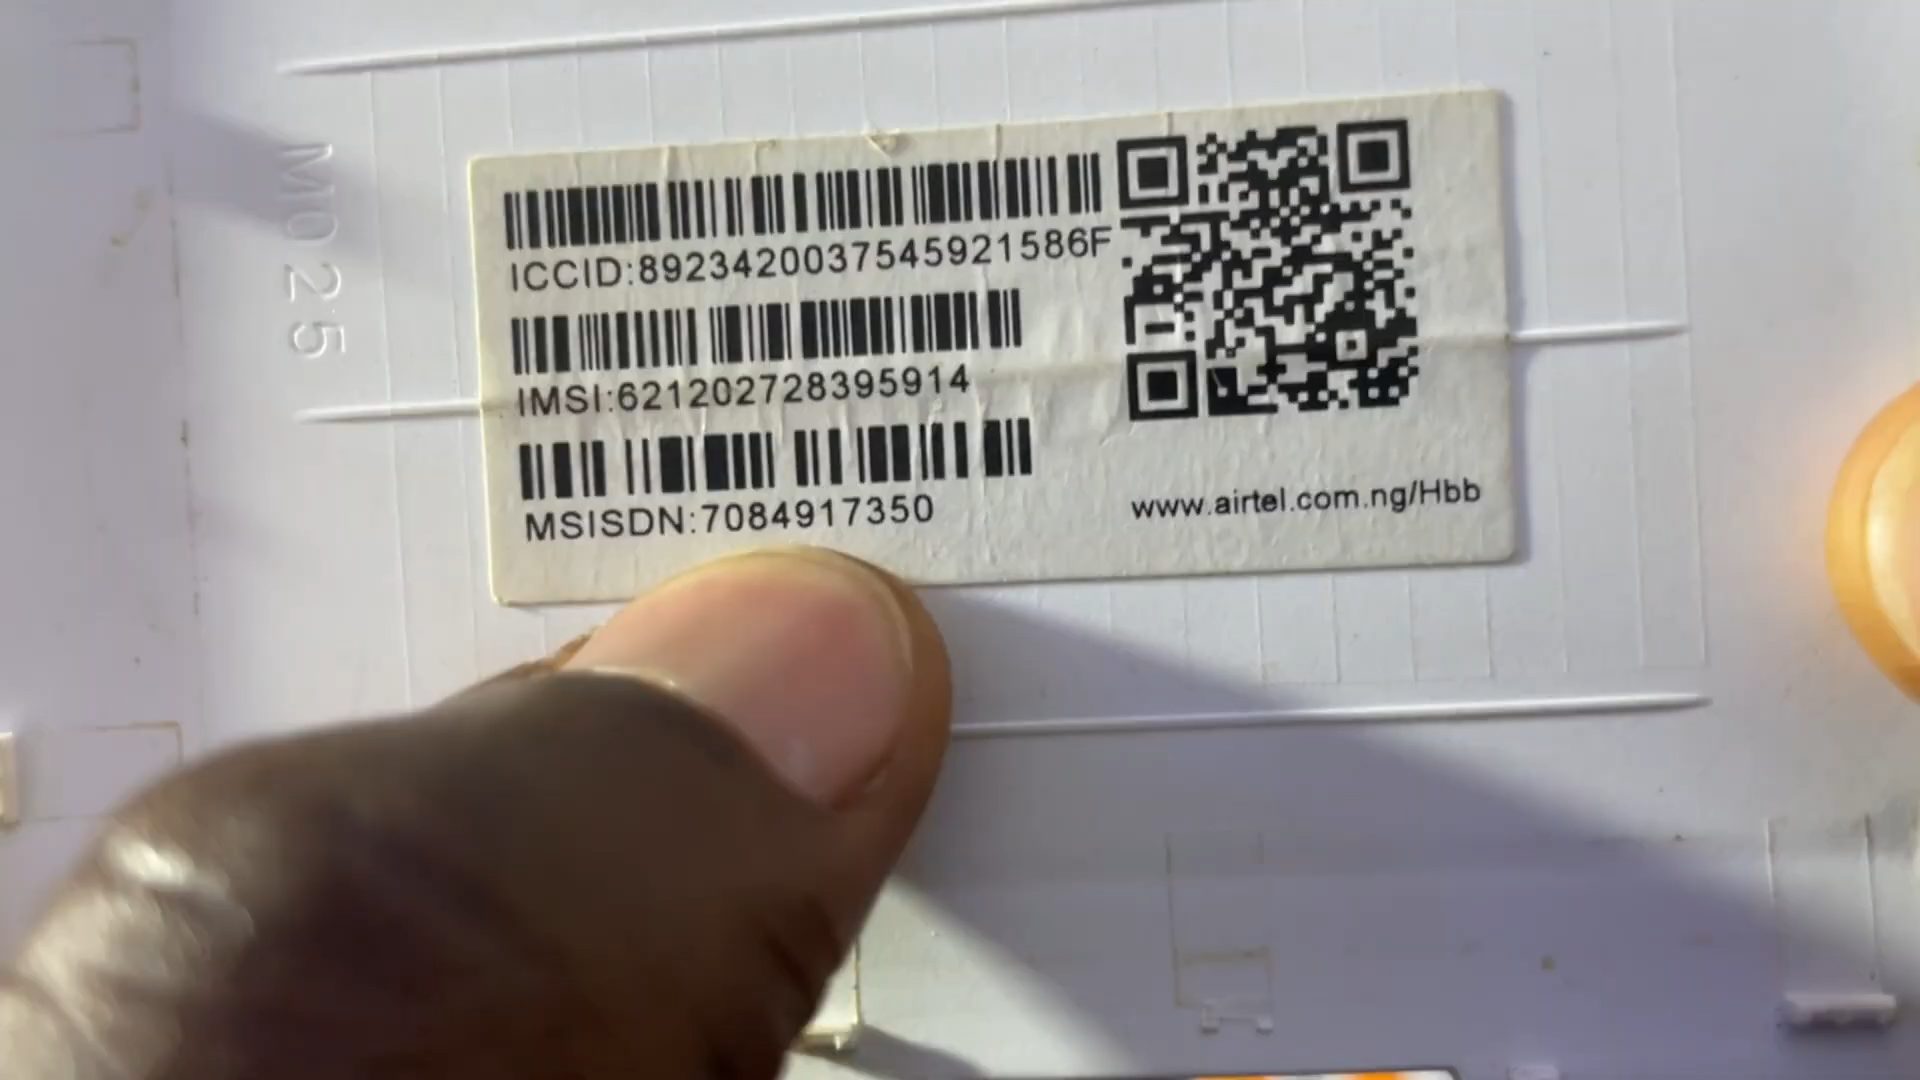 M025
ICCID:8923420037545921586F
IMSI:621202728395914
MSISDN:7084917350
www.airtel.com.ng/Hbb